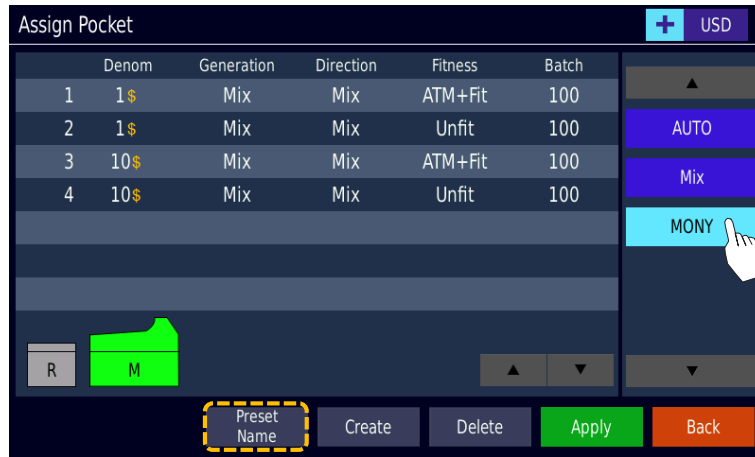 Assign Pocket + USD
Denom Generation Direction Fitness Batch
1 1$ Mix Mix ATM+Fit 100
2 1$ Mix Mix Unfit 100
3 10$ Mix Mix ATM+Fit 100
4 10$ Mix Mix Unfit 100
AUTO
Mix
MONY
R M
Preset
Name
Create Delete Apply Back